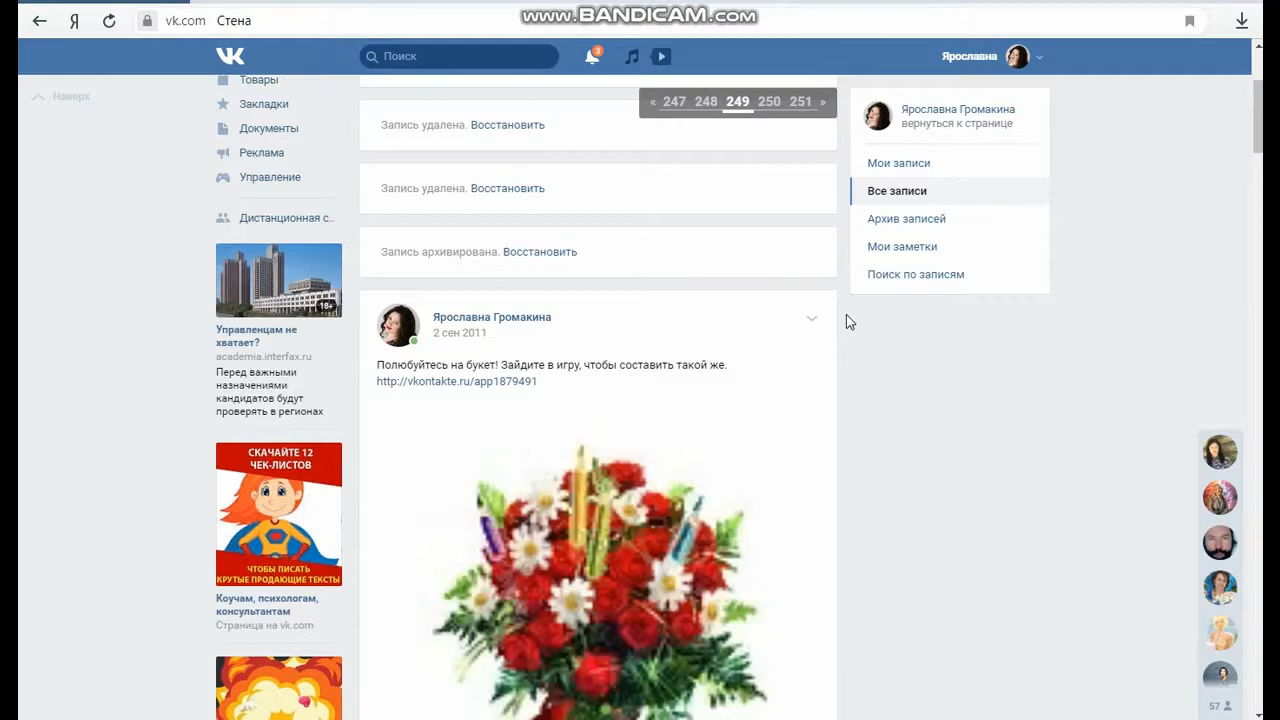 www.BANDICAM.com
Я
vk.com Стена
VK
Поиск
3
Ярославна
Наверх
Товары
Закладки
Документы
Реклама
Управление
Дистанционная с..
18+
Управленцам не
хватает?
academia.interfax.ru
Перед важными
назначениями
кандидатов будут
проверять в регионах
СКАЧАЙТЕ 12
ЧЕК-ЛИСТОВ
ЧТОБЫ ПИСАТЬ
КРУТЫЕ ПРОДАЮЩИЕ ТЕКСТЫ
Коучам, психологам,
консультантам
Страница на vk.com
« 247 248 249 250 251 »
Запись удалена. Восстановить
Запись удалена. Восстановить
Запись архивирована. Восстановить
Ярославна Громакина
2 сен 2011
Полюбуйтесь на букет! Зайдите в игру, чтобы составить такой же.
http://vkontakte.ru/app1879491
Ярославна Громакина
вернуться к странице
Мои записи
Все записи
Архив записей
Мои заметки
Поиск по записям
57